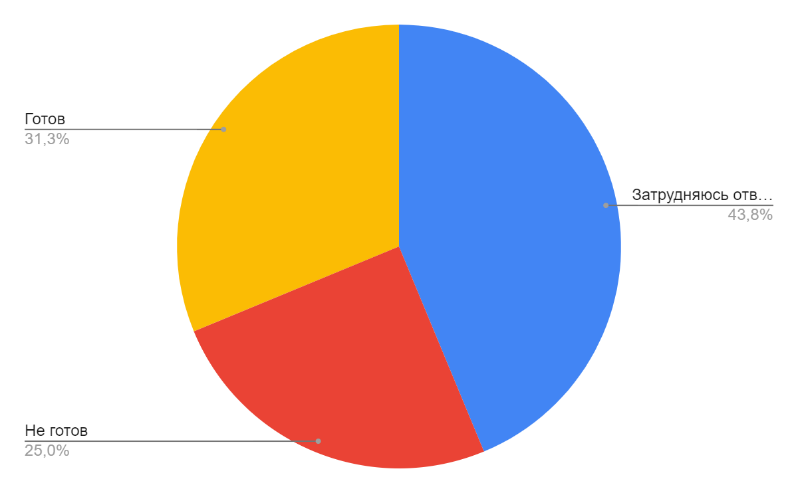 Готов
31,3%
Затрудняюсь отв…
43,8%
Не готов
25,0%